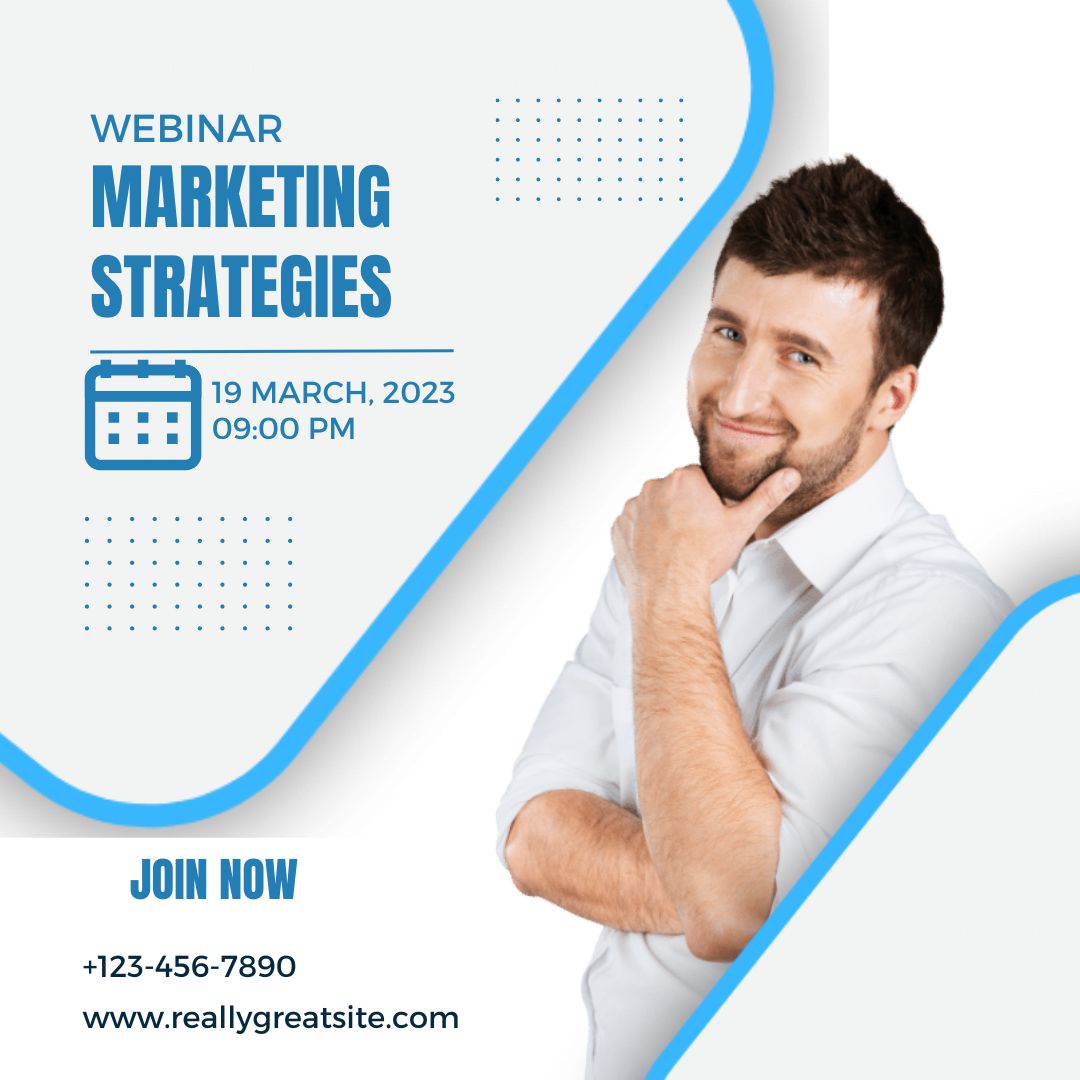 WEBINAR
MARKETING
STRATEGIES
19 MARCH, 2023
09:00 PM
JOIN NOW
+123-456-7890
www.reallygreatsite.com